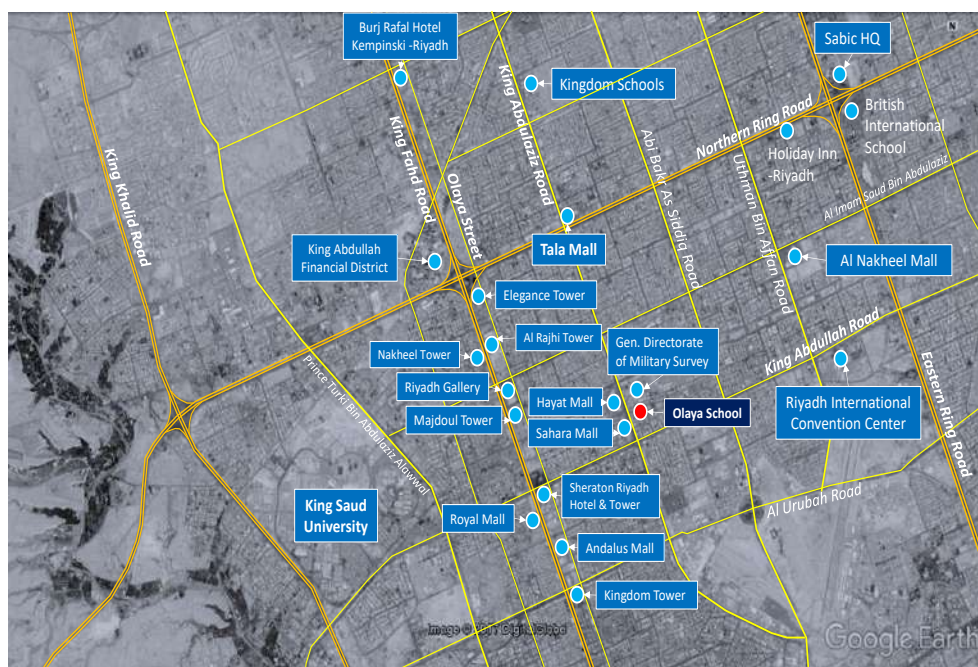 Burj Rafal Hotel
Kempinski -Riyadh
Kingdom Schools
Sabic HQ
N
British
International
School
Holiday Inn
-Riyadh
Northern Ring Road
Al Imam Saud Bin Abdulaziz
King Abdulaziz Road
King Fahd Road
Olaya Street
King Khalid Road
Abi Bakr As Siddiq Road
Uthman Bin Affan Road
King Abdullah
Financial District
Tala Mall
Al Nakheel Mall
Elegance Tower
Al Rajhi Tower
Gen. Directorate
of Military Survey
King Abdullah Road
Nakheel Tower
Prince Turki Bin Abdulaziz Alawwal
Riyadh Gallery
Hayat Mall
Olaya School
Majdoul Tower
Sahara Mall
Riyadh International
Convention Center
Eastern Ring Road
King Saud
University
Sheraton Riyadh
Hotel & Tower
Al Urubah Road
Royal Mall
Andalus Mall
Kingdom Tower
Image © 2017 DigitalGlobe
Google Earth